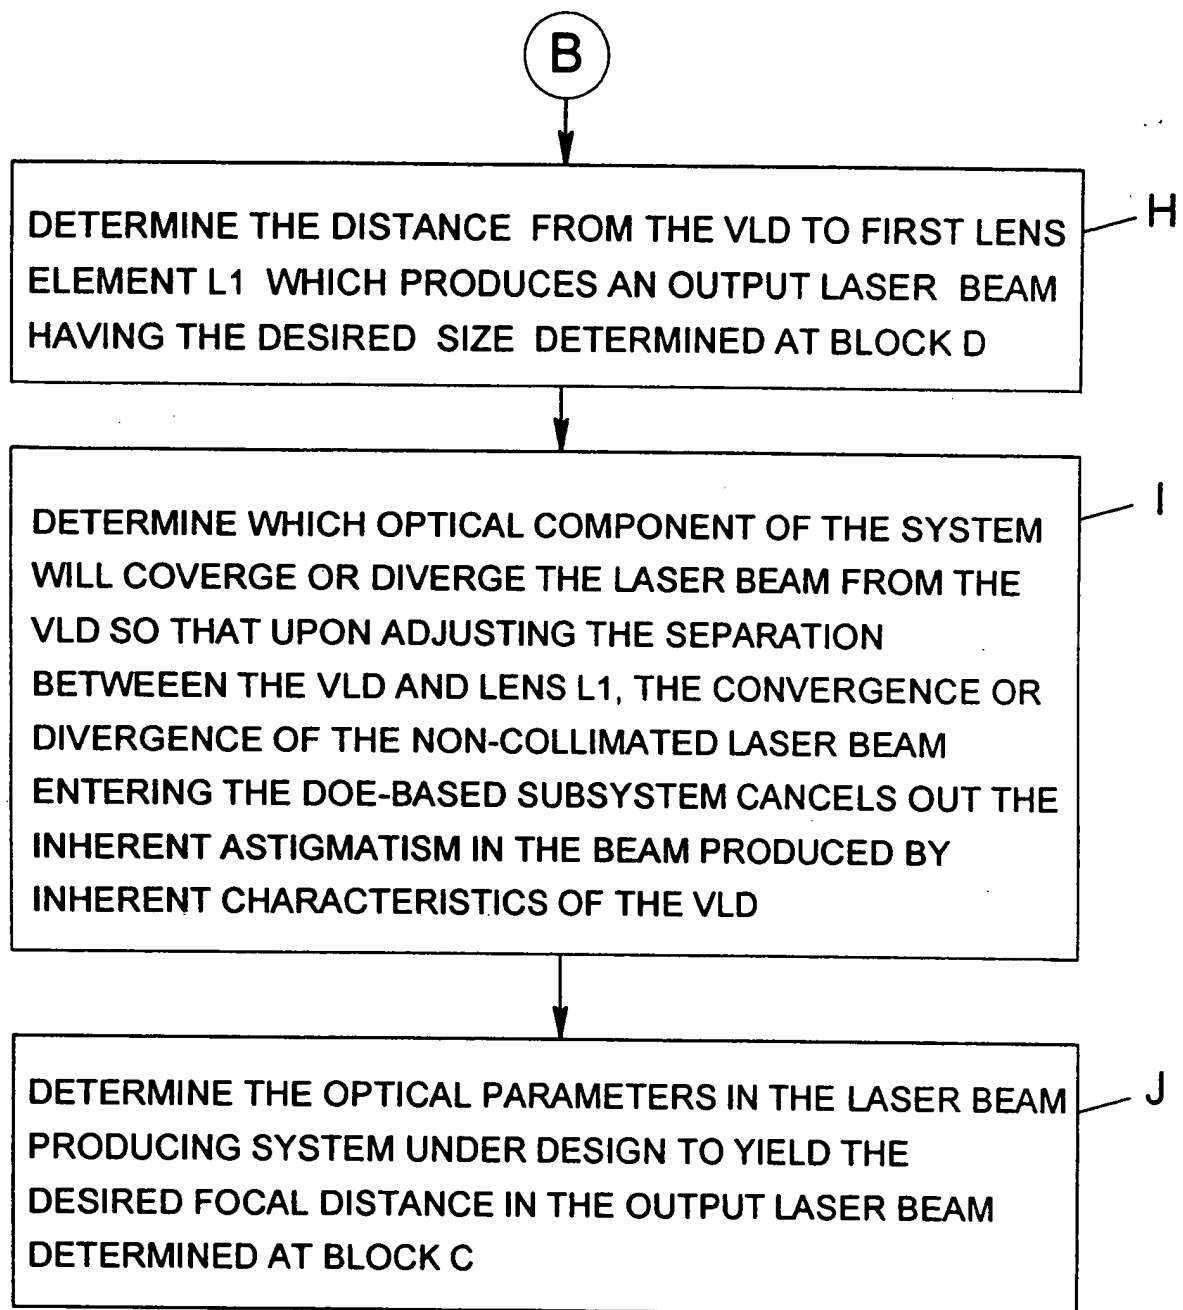 B
DETERMINE THE DISTANCE FROM THE VLD TO FIRST LENS
ELEMENT L1 WHICH PRODUCES AN OUTPUT LASER BEAM
HAVING THE DESIRED SIZE DETERMINED AT BLOCK D
H
DETERMINE WHICH OPTICAL COMPONENT OF THE SYSTEM
WILL COVERGE OR DIVERGE THE LASER BEAM FROM THE
VLD SO THAT UPON ADJUSTING THE SEPARATION
BETWEEEN THE VLD AND LENS L1, THE CONVERGENCE OR
DIVERGENCE OF THE NON-COLLIMATED LASER BEAM
ENTERING THE DOE-BASED SUBSYSTEM CANCELS OUT THE
INHERENT ASTIGMATISM IN THE BEAM PRODUCED BY
INHERENT CHARACTERISTICS OF THE VLD
I
DETERMINE THE OPTICAL PARAMETERS IN THE LASER BEAM
PRODUCING SYSTEM UNDER DESIGN TO YIELD THE
DESIRED FOCAL DISTANCE IN THE OUTPUT LASER BEAM
DETERMINED AT BLOCK C
J